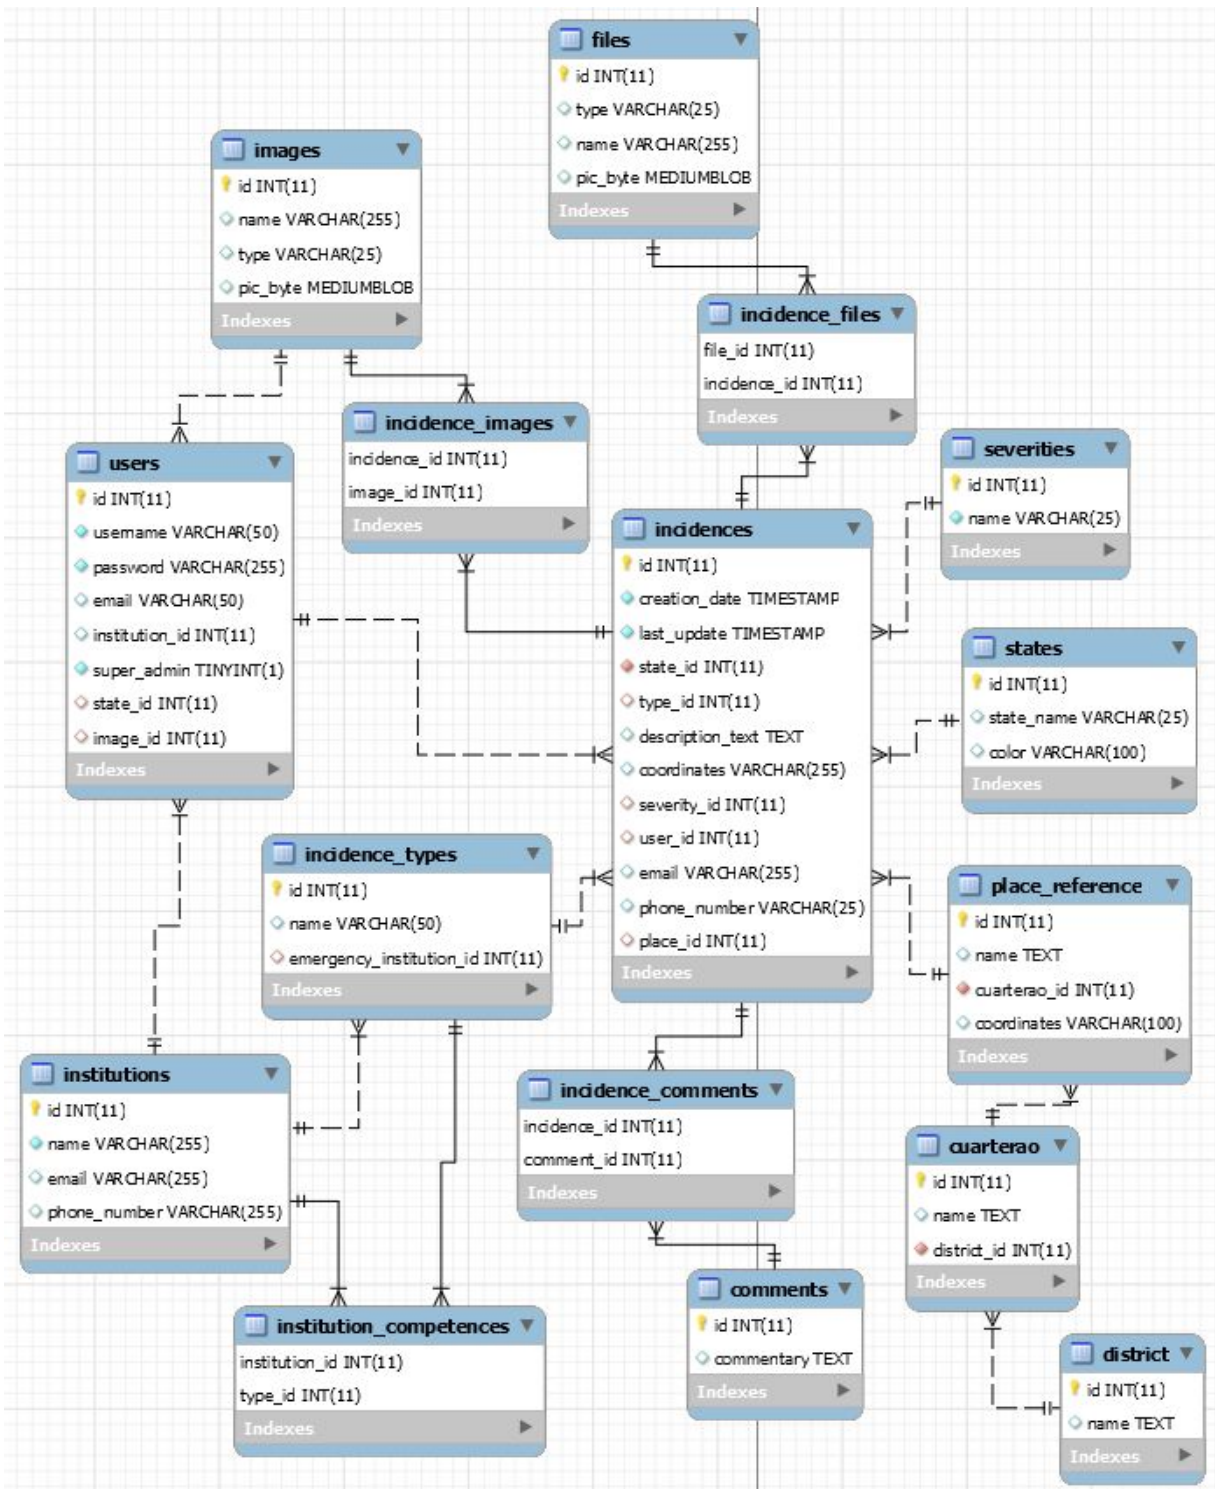 files
id INT(11)
type VARCHAR(25)
name VARCHAR(255)
pic_byte MEDIUMBLOB
Indexes
images
id INT(11)
name VARCHAR(255)
type VARCHAR(25)
pic_byte MEDIUMBLOB
Indexes
incidence_files
file_id INT(11)
incidence_id INT(11)
Indexes
incidence_images
incidence_id INT(11)
image_id INT(11)
Indexes
users
id INT(11)
username VARCHAR(50)
password VARCHAR(255)
email VARCHAR(50)
institution_id INT(11)
super_admin TINYINT(1)
state_id INT(11)
image_id INT(11)
Indexes
severities
id INT(11)
name VARCHAR(25)
Indexes
incidences
id INT(11)
creation_date TIMESTAMP
last_update TIMESTAMP
state_id INT(11)
type_id INT(11)
description_text TEXT
coordinates VARCHAR(255)
severity_id INT(11)
user_id INT(11)
email VARCHAR(255)
phone_number VARCHAR(25)
place_id INT(11)
Indexes
states
id INT(11)
state_name VARCHAR(25)
color VARCHAR(100)
Indexes
incidence_types
id INT(11)
name VARCHAR(50)
emergency_institution_id INT(11)
Indexes
place_reference
id INT(11)
name TEXT
cuarterao_id INT(11)
coordinates VARCHAR(100)
Indexes
institutions
id INT(11)
name VARCHAR(255)
email VARCHAR(255)
phone_number VARCHAR(255)
Indexes
incidence_comments
incidence_id INT(11)
comment_id INT(11)
Indexes
cuarterao
id INT(11)
name TEXT
district_id INT(11)
Indexes
institution_competences
institution_id INT(11)
type_id INT(11)
Indexes
comments
id INT(11)
commentary TEXT
Indexes
district
id INT(11)
name TEXT
Indexes